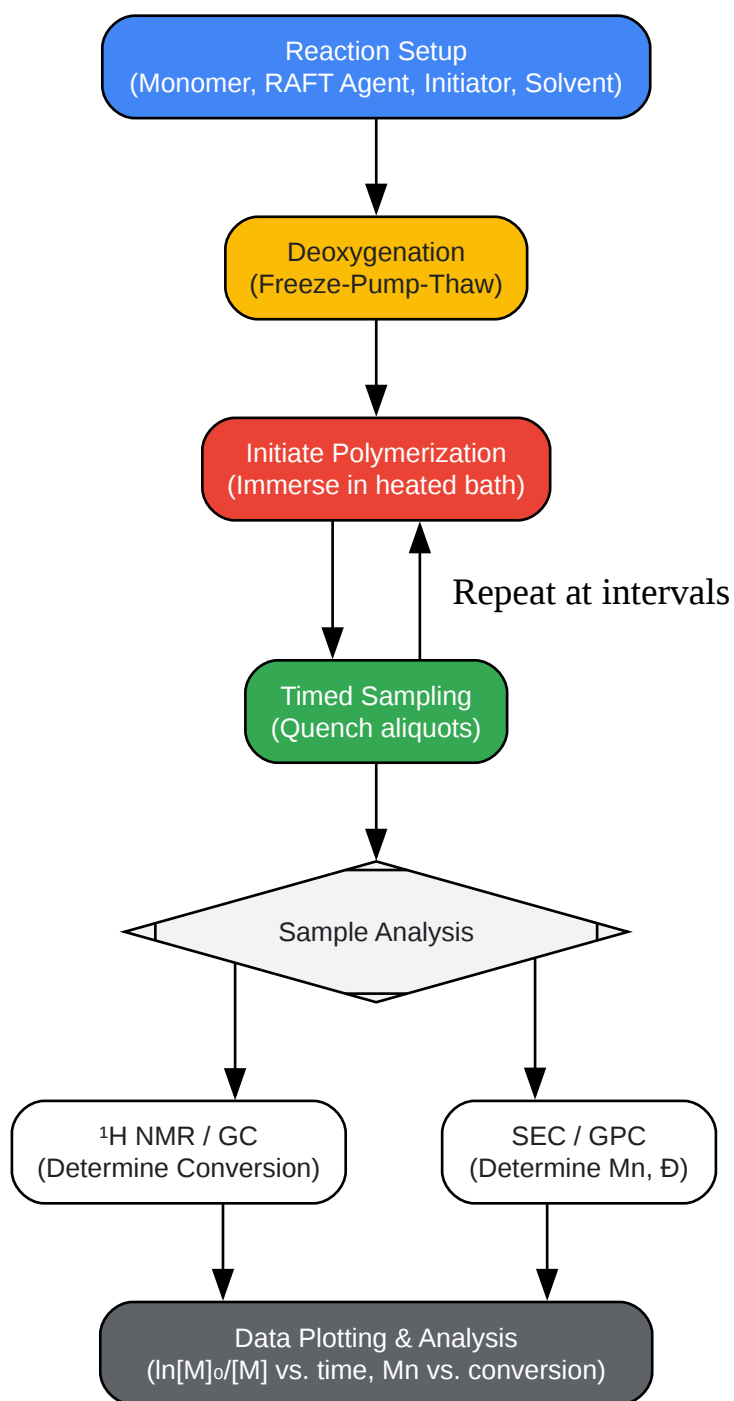 Reaction Setup
(Monomer, RAFT Agent, Initiator, Solvent)
Deoxygenation
(Freeze-Pump-Thaw)
Initiate Polymerization
(Immerse in heated bath)
Repeat at intervals
Timed Sampling
(Quench aliquots)
Sample Analysis
¹H NMR / GC
(Determine Conversion)
SEC / GPC
(Determine Mn, Đ)
Data Plotting & Analysis
(ln[M]₀/[M] vs. time, Mn vs. conversion)